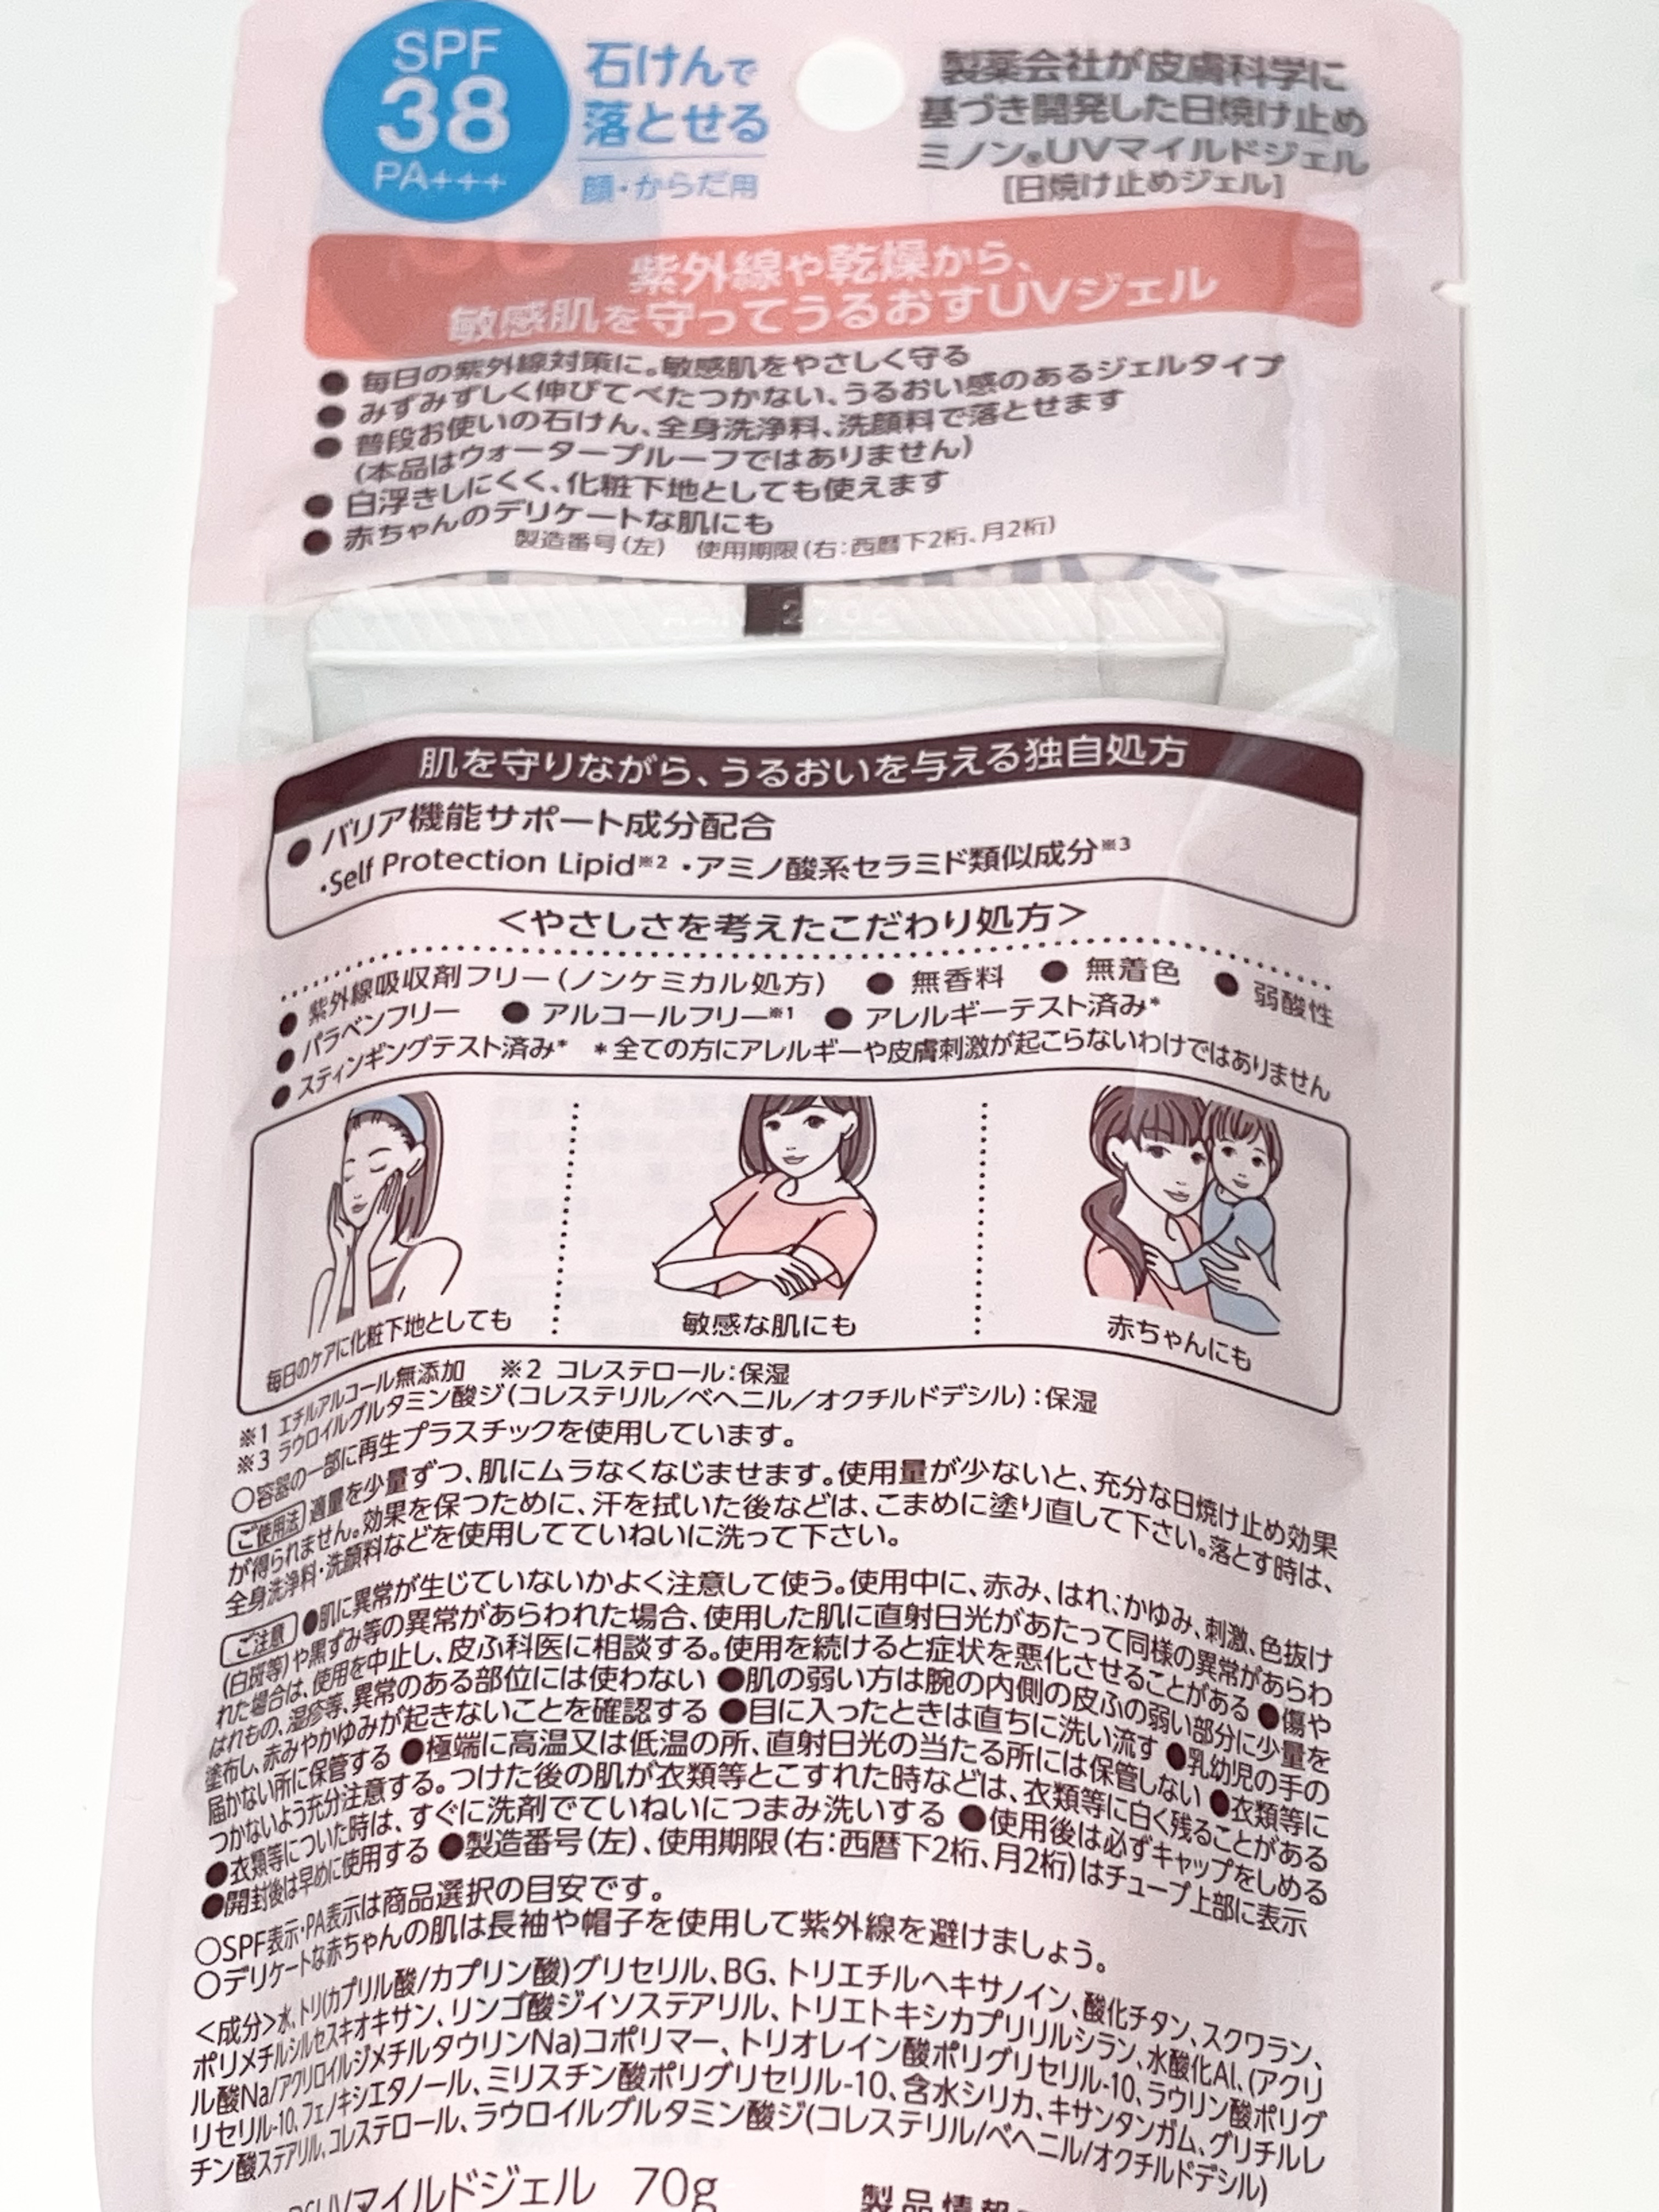 SPF
38
PA+++
石けんで
落とせる
顔・からだ用
製薬会社が皮膚科学に
基づき開発した日焼け止め
ミノン®UVマイルドジェル
[日焼け止めジェル]
紫外線や乾燥から、
敏感肌を守ってうるおすUVジェル
● 毎日の紫外線対策に。敏感肌をやさしく守る
● みずみずしく伸びてべたつかない、うるおい感のあるジェルタイプ
● 普段お使いの石けん、全身洗浄料、洗顔料で落とせます
(本品はウォータープルーフではありません)
● 白浮きしにくく、化粧下地としても使えます
● 赤ちゃんのデリケートな肌にも
製造番号(左) 使用期限(右：西暦下2桁、月2桁)
2706
肌を守りながら、うるおいを与える独自処方
● バリア機能サポート成分配合
・Self Protection Lipid※2 ・アミノ酸系セラミド類似成分※3
<やさしさを考えたこだわり処方>
● 紫外線吸収剤フリー(ノンケミカル処方) ● 無香料 ● 無着色 ● 弱酸性
● パラベンフリー ● アルコールフリー※1 ● アレルギーテスト済み*
● スティンギングテスト済み* *全ての方にアレルギーや皮膚刺激が起こらないわけではありません
毎日のケアに化粧下地としても
敏感な肌にも
赤ちゃんにも
※1 エチルアルコール無添加 ※2 コレステロール：保湿
※3 ラウロイルグルタミン酸ジ(コレステリル／ベヘニル／オクチルドデシル)：保湿
○容器の一部に再生プラスチックを使用しています。
ご使用法 適量を少量ずつ、肌にムラなくなじませます。使用量が少ないと、充分な日焼け止め効果
が得られません。効果を保つために、汗を拭いた後などは、こまめに塗り直して下さい。落とす時は、
全身洗浄料・洗顔料などを使用してていねいに洗って下さい。
ご注意 ●肌に異常が生じていないかよく注意して使う。使用中に、赤み、はれ、かゆみ、刺激、色抜け
(白斑等)や黒ずみ等の異常があらわれた場合、使用した肌に直射日光があたって同様の異常があらわ
れた場合は、使用を中止し、皮ふ科医に相談する。使用を続けると症状を悪化させることがある ●傷や
はれもの、湿疹等、異常のある部位には使わない ●肌の弱い方は腕の内側の皮ふの弱い部分に少量を
塗布し、赤みやかゆみが起きないことを確認する ●目に入ったときは直ちに洗い流す ●乳幼児の手の
届かない所に保管する ●極端に高温又は低温の所、直射日光の当たる所には保管しない ●衣類等に
つかないよう充分注意する。つけた後の肌が衣類等とこすれた時などは、衣類等に白く残ることがある
●衣類等についた時は、すぐに洗剤でていねいにつまみ洗いする ●使用後は必ずキャップをしめる
●開封後は早めに使用する ●製造番号(左)、使用期限(右：西暦下2桁、月2桁)はチューブ上部に表示
○SPF表示・PA表示は商品選択の目安です。
○デリケートな赤ちゃんの肌は長袖や帽子を使用して紫外線を避けましょう。
<成分>水、トリ(カプリル酸/カプリン酸)グリセリル、BG、トリエチルヘキサノイン、酸化チタン、スクワラン、
ポリメチルシルセスキオキサン、リンゴ酸ジイソステアリル、トリエトキシカプリリルシラン、水酸化Al、(アクリ
ル酸Na/アクリロイルジメチルタウリンNa)コポリマー、トリオレイン酸ポリグリセリル-10、ラウリン酸ポリグ
リセリル-10、フェノキシエタノール、ミリスチン酸ポリグリセリル-10、含水シリカ、キサンタンガム、グリチルレ
チン酸ステアリル、コレステロール、ラウロイルグルタミン酸ジ(コレステリル/ベヘニル/オクチルドデシル)
UVマイルドジェル 70g
製品情報